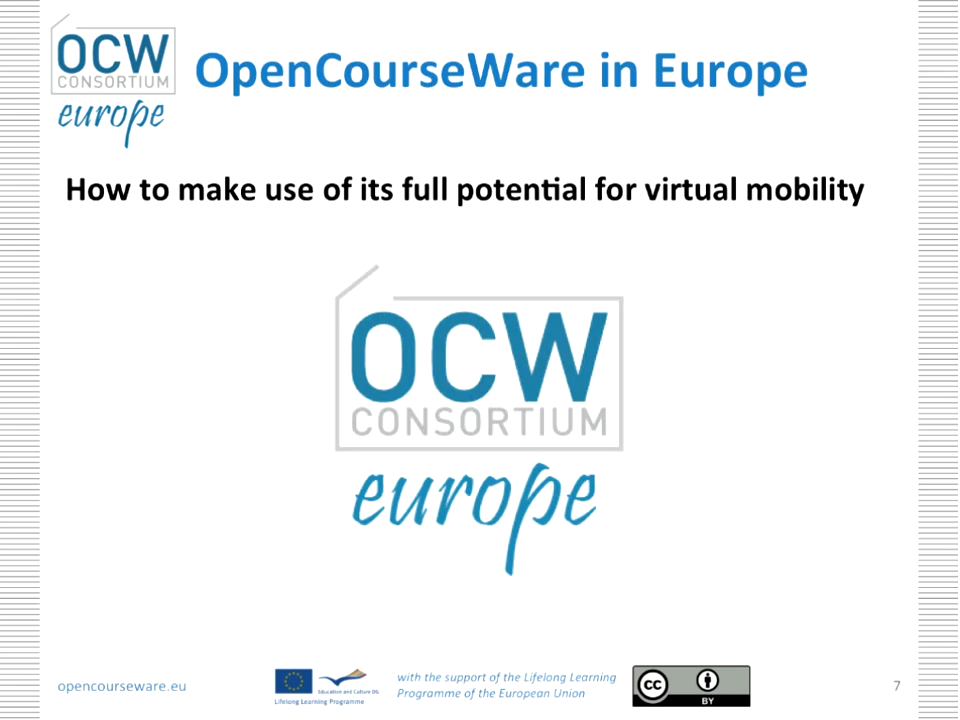 OCW
CONSORTIUM
europe
OpenCourseWare in Europe
How to make use of its full potential for virtual mobility
OCW
CONSORTIUM
europe
opencourseware.eu
Education and Culture DG
Lifelong Learning Programme
with the support of the Lifelong Learning
Programme of the European Union
cc
BY
7